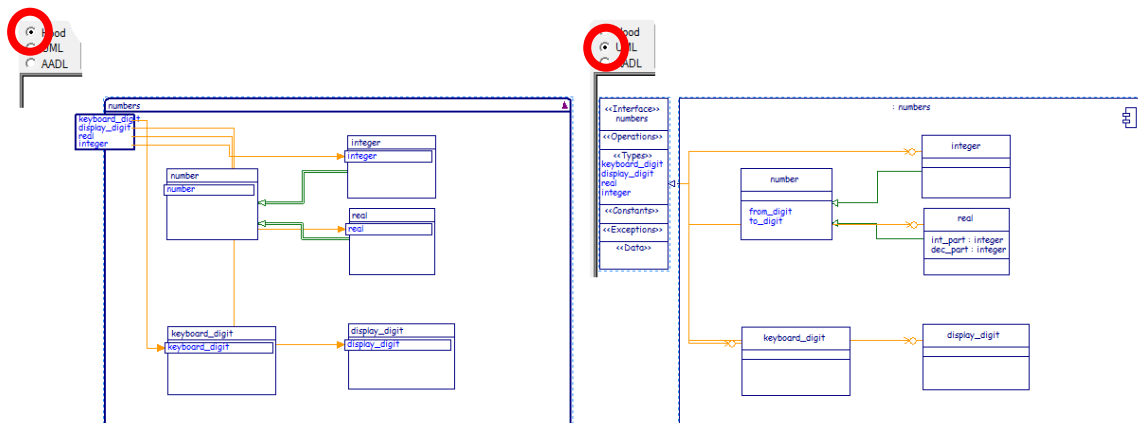 Hood
UML
AADL
numbers
keyboard_digit
display_digit
real
integer
integer
integer
number
number
real
real
keyboard_digit
keyboard_digit
display_digit
display_digit
Hood
UML
AADL
<<Interface>>
numbers
<<Operations>>
<<Types>>
keyboard_digit
display_digit
real
integer
<<Constants>>
<<Exceptions>>
<<Data>>
: numbers
integer
number
from_digit
to_digit
real
int_part : integer
dec_part : integer
keyboard_digit
display_digit